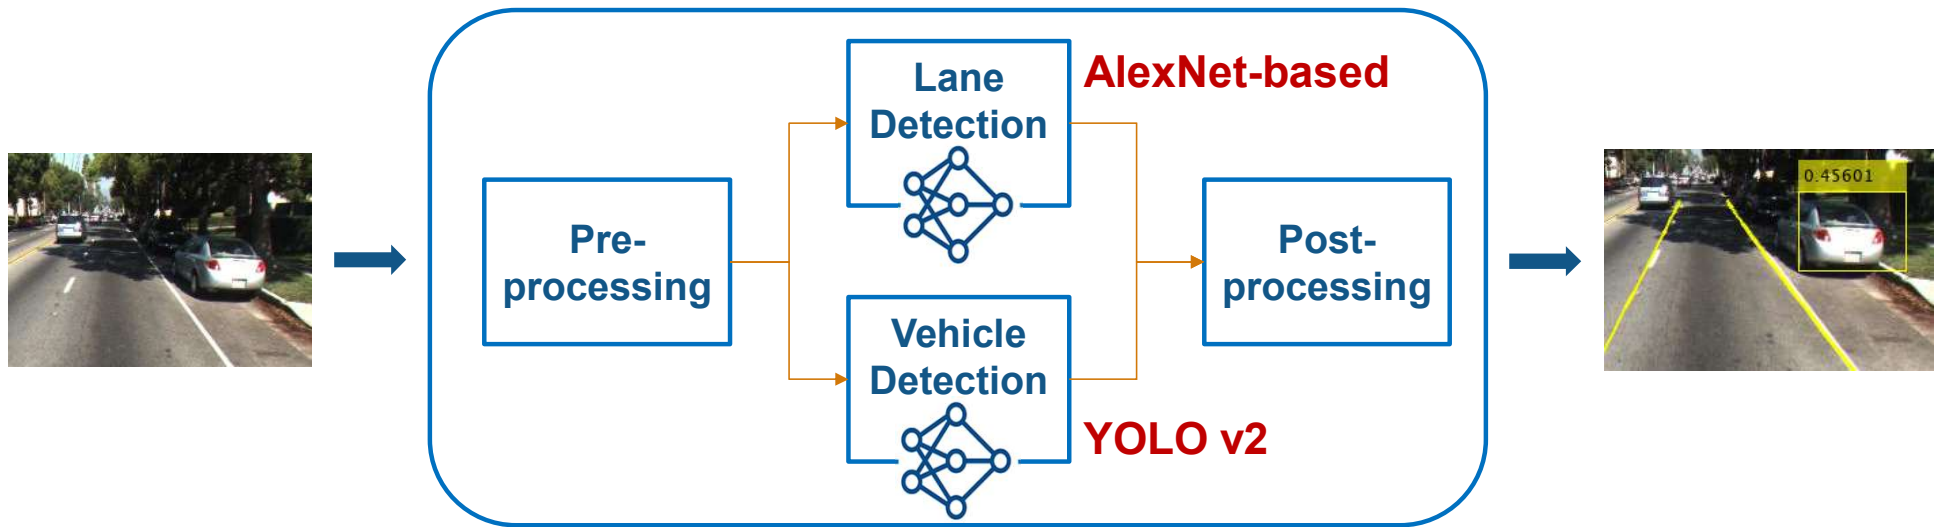 Lane
Detection
AlexNet-based
Pre-
processing
Vehicle
Detection
YOLO v2
Post-
processing
0.45601